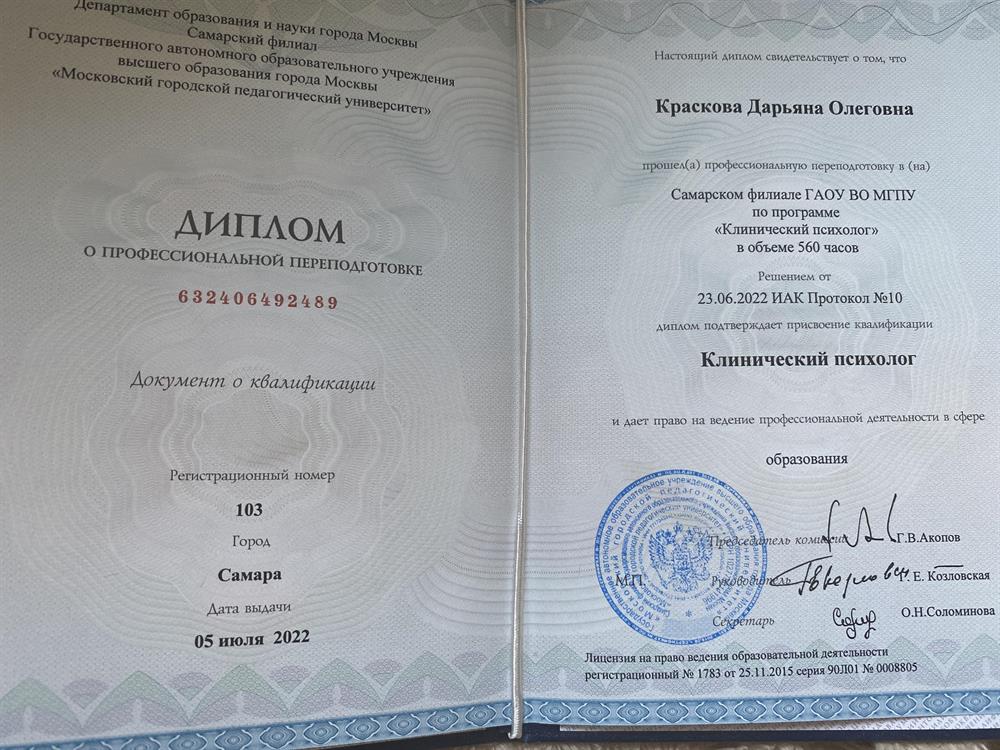 Департамент образования и науки города Москвы
Самарский филиал
Государственного автономного образовательного учреждения
высшего образования города Москвы
«Московский городской педагогический университет»
ДИПЛОМ
О ПРОФЕССИОНАЛЬНОЙ ПЕРЕПОДГОТОВКЕ
632406492489
Документ о квалификации
Регистрационный номер
103
Город
Самара
Дата выдачи
05 июля 2022
Настоящий диплом свидетельствует о том, что
Краскова Дарьяна Олеговна
прошел(а) профессиональную переподготовку в (на)
Самарском филиале ГАОУ ВО МГПУ
по программе
«Клинический психолог»
в объеме 560 часов
Решением от
23.06.2022 ИАК Протокол №10
диплом подтверждает присвоение квалификации
Клинический психолог
и дает право на ведение профессиональной деятельности в сфере
образования
Председатель комиссии Г.В.Акопов
М.П. Руководитель Г. Е. Козловская
Секретарь О.Н.Соломинова
Лицензия на право ведения образовательной деятельности
регистрационный № 1783 от 25.11.2015 серия 90Л01 № 0008805